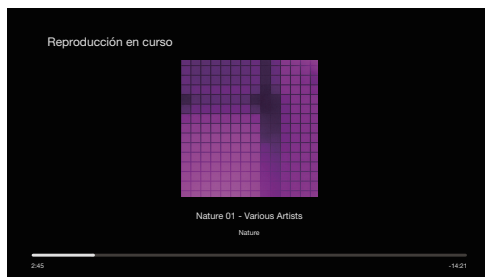 Reproducción en curso
Nature 01 - Various Artists
Nature
2:45
-14:21